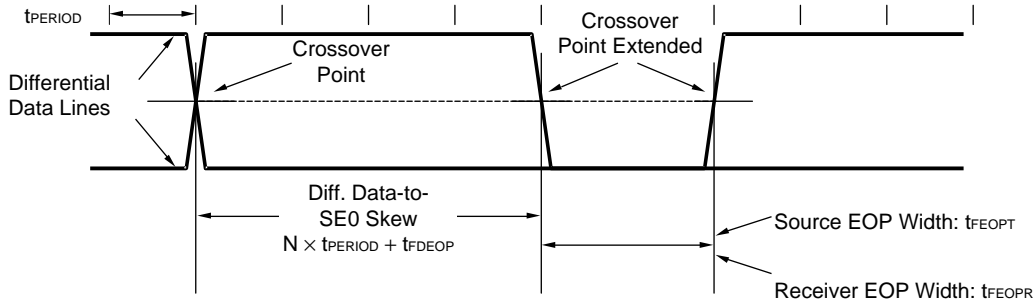 tPERIOD
Differential
Data Lines
Crossover
Point
Crossover
Point Extended
Diff. Data-to-
SE0 Skew
N × tPERIOD + tFDEOP
Source EOP Width: tFEOPT
Receiver EOP Width: tFEOPR